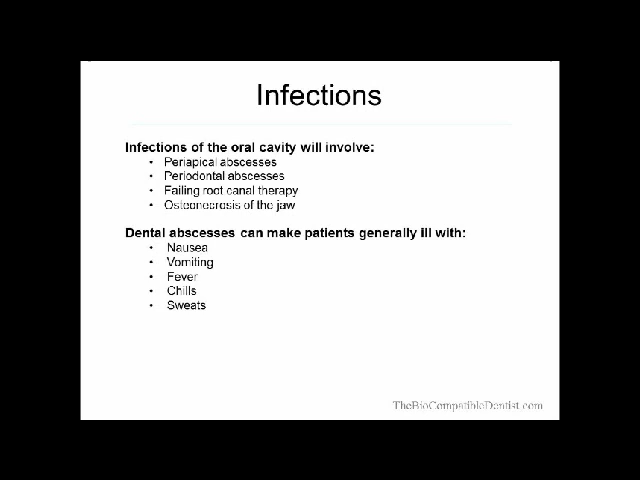 Infections
Infections of the oral cavity will involve:
• Periapical abscesses
• Periodontal abscesses
• Failing root canal therapy
• Osteonecrosis of the jaw
Dental abscesses can make patients generally ill with:
• Nausea
• Vomiting
• Fever
• Chills
• Sweats
TheBioCompatibleDentist.com